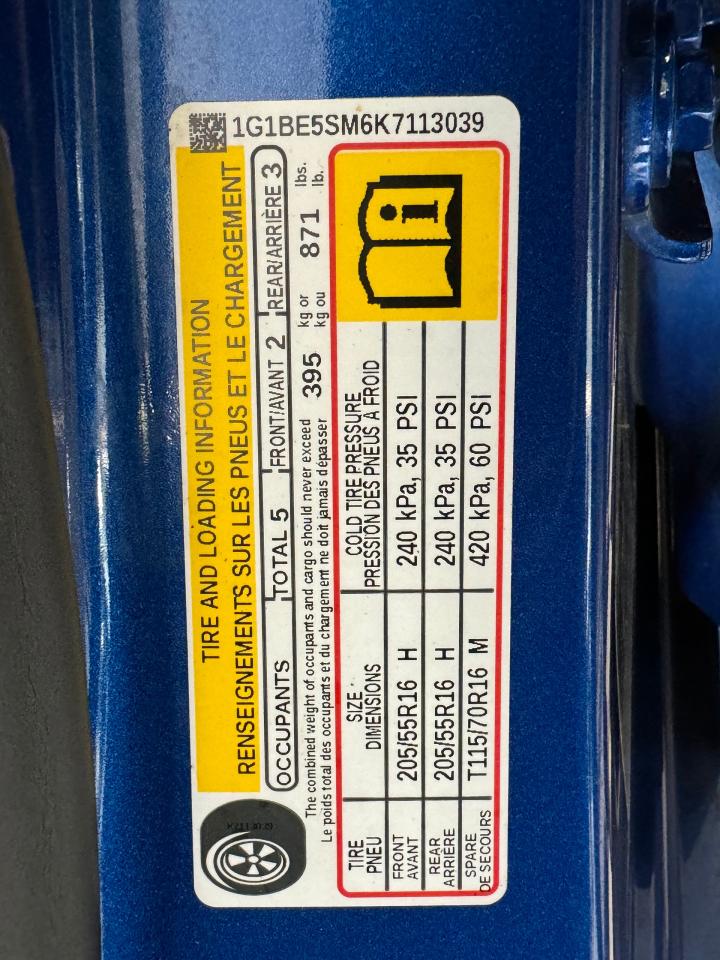 1G1BE5SM6K7113039
TIRE AND LOADING INFORMATION
RENSEIGNEMENTS SUR LES PNEUS ET LE CHARGEMENT
OCCUPANTS TOTAL 5 FRONT/AVANT 2 REAR/ARRIÈRE 3
The combined weight of occupants and cargo should never exceed 395 kg or 871 lbs.
Le poids total des occupants et du chargement ne doit jamais dépasser kg ou lb.
TIRE PNEU SIZE DIMENSIONS COLD TIRE PRESSURE PRESSION DES PNEUS A FROID
FRONT AVANT 205/55R16 H 240 kPa, 35 PSI
REAR ARRIÈRE 205/55R16 H 240 kPa, 35 PSI
SPARE DE SECOURS T115/70R16 M 420 kPa, 60 PSI